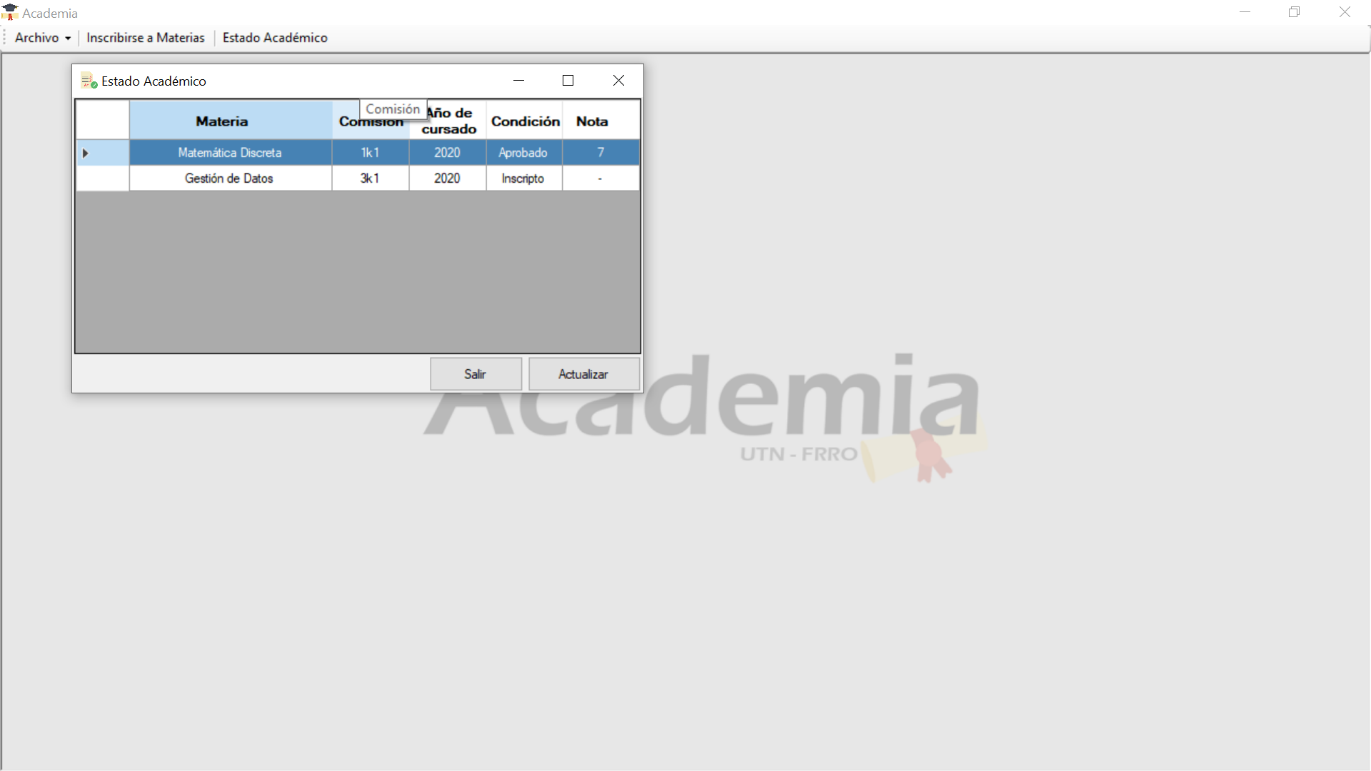 Academia
Archivo Inscribirse a Materias Estado Académico
Estado Académico
Comisión
Materia Comisión Año de cursado Condición Nota
Matemática Discreta 1k1 2020 Aprobado 7
Gestión de Datos 3k1 2020 Inscripto -
Salir Actualizar
Academia
UTN - FRRO